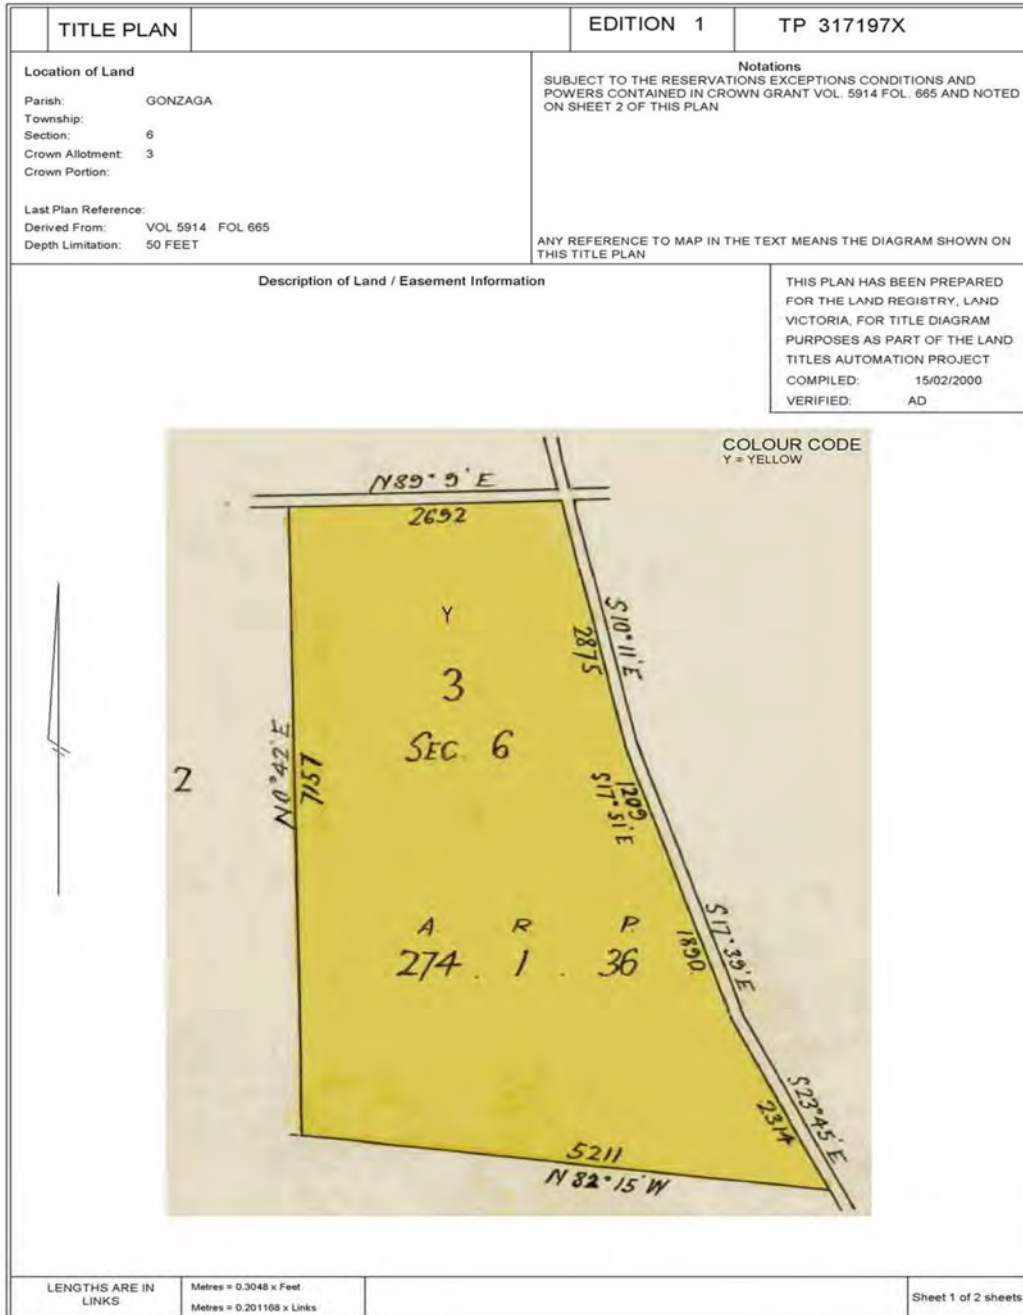 TITLE PLAN
EDITION 1
TP 317197X
Location of Land
Parish: GONZAGA
Township:
Section: 6
Crown Allotment: 3
Crown Portion:
Last Plan Reference:
Derived From: VOL 5914 FOL 665
Depth Limitation: 50 FEET
Notations
SUBJECT TO THE RESERVATIONS EXCEPTIONS CONDITIONS AND
POWERS CONTAINED IN CROWN GRANT VOL. 5914 FOL. 665 AND NOTED
ON SHEET 2 OF THIS PLAN
ANY REFERENCE TO MAP IN THE TEXT MEANS THE DIAGRAM SHOWN ON
THIS TITLE PLAN
Description of Land / Easement Information
THIS PLAN HAS BEEN PREPARED
FOR THE LAND REGISTRY, LAND
VICTORIA, FOR TITLE DIAGRAM
PURPOSES AS PART OF THE LAND
TITLES AUTOMATION PROJECT
COMPILED: 15/02/2000
VERIFIED: AD
COLOUR CODE
Y = YELLOW
N89°9'E
2692
Y
3
SEC. 6
S10°11'E
2875
2
N0°42'E
7157
1209
S17°51'E
A. R. P.
274 . 1 . 36
1890
S17°39'E
S23°45'E
2314
5211
N82°15'W
LENGTHS ARE IN
LINKS
Metres = 0.3048 x Feet
Metres = 0.201168 x Links
Sheet 1 of 2 sheets